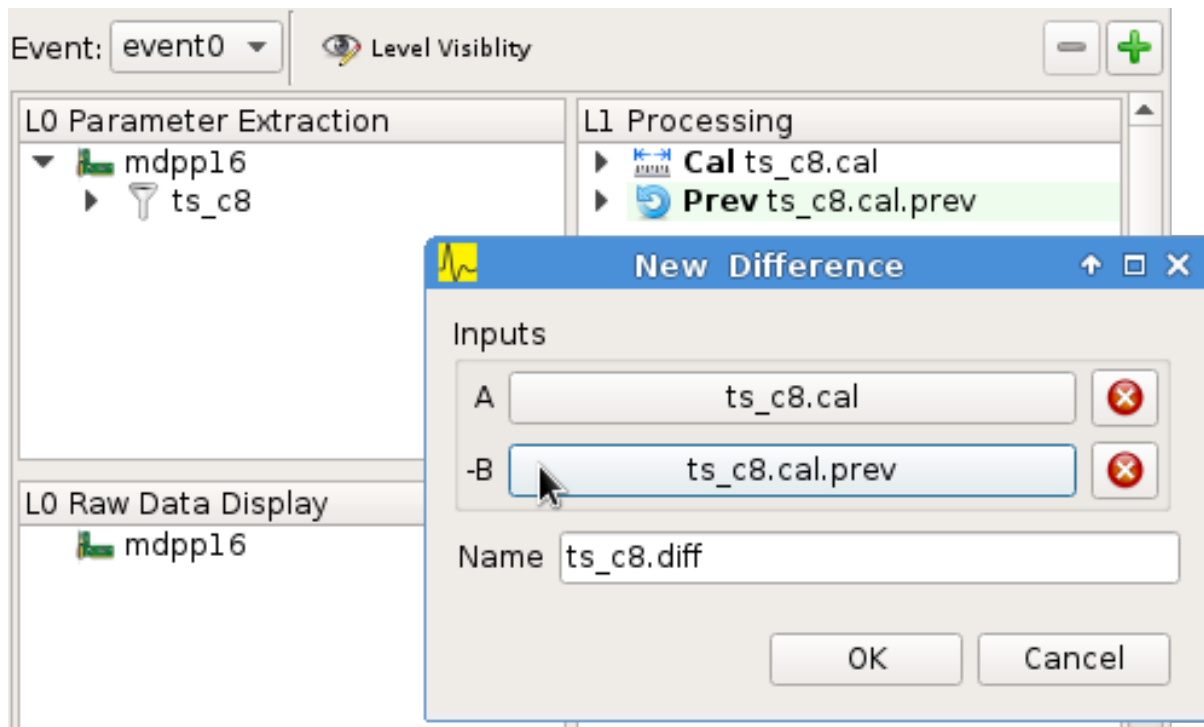 Event: event0 Level Visiblity
L0 Parameter Extraction
mdpp16
ts_c8
L1 Processing
Cal ts_c8.cal
Prev ts_c8.cal.prev
L0 Raw Data Display
mdpp16
New Difference
Inputs
A ts_c8.cal
-B ts_c8.cal.prev
Name ts_c8.diff
OK Cancel